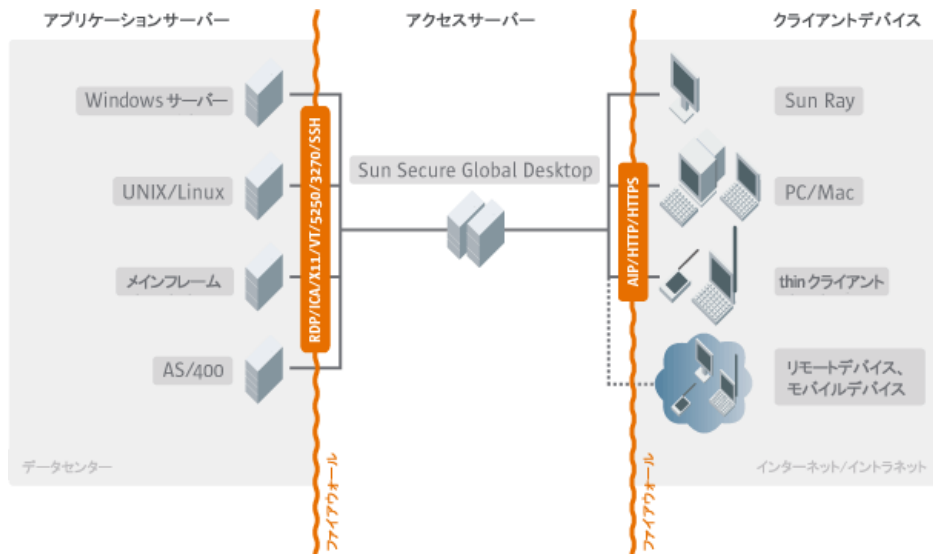 アプリケーションサーバー
アクセスサーバー
クライアントデバイス
Windows サーバー
UNIX/Linux
メインフレーム
AS/400
データセンター
RDP/ICA/X11/VT/5250/3270/SSH
ファイアウォール
Sun Secure Global Desktop
AIP/HTTP/HTTPS
ファイアウォール
Sun Ray
PC/Mac
thin クライアント
リモートデバイス、
モバイルデバイス
インターネット/イントラネット